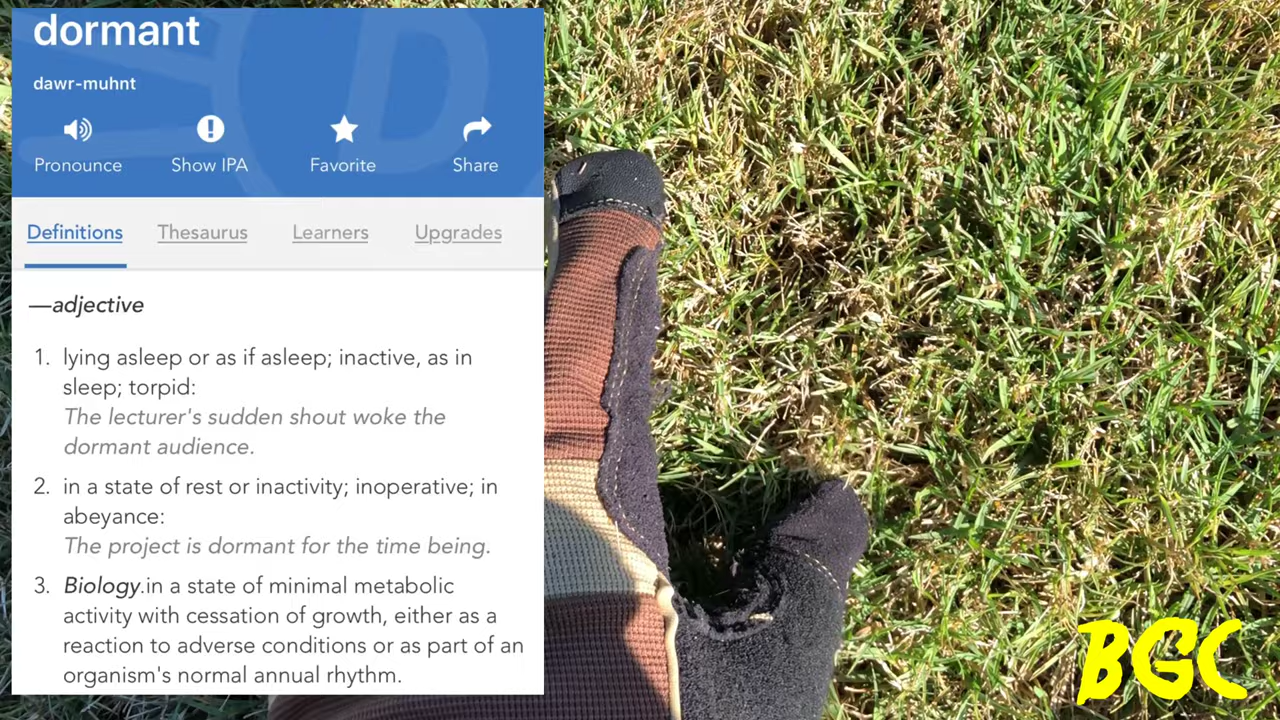 dormant
dawr-muhnt
Pronounce Show IPA Favorite Share
Definitions Thesaurus Learners Upgrades
—adjective
1. lying asleep or as if asleep; inactive, as in
sleep; torpid:
The lecturer's sudden shout woke the
dormant audience.
2. in a state of rest or inactivity; inoperative; in
abeyance:
The project is dormant for the time being.
3. Biology.in a state of minimal metabolic
activity with cessation of growth, either as a
reaction to adverse conditions or as part of an
organism's normal annual rhythm.
BGC